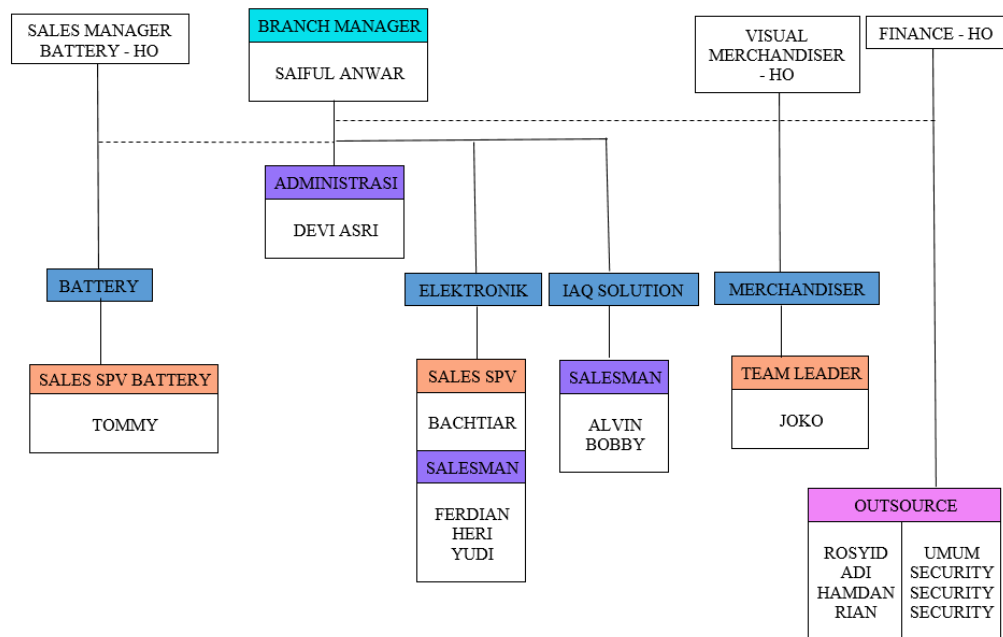 SALES MANAGER
BATTERY - HO
BRANCH MANAGER
SAIFUL ANWAR
VISUAL
MERCHANDISER
- HO
FINANCE - HO
ADMINISTRASI
DEVI ASRI
BATTERY
ELEKTRONIK
IAQ SOLUTION
MERCHANDISER
SALES SPV BATTERY
TOMMY
SALES SPV
BACHTIAR
SALESMAN
FERDIAN
HERI
YUDI
SALESMAN
ALVIN
BOBBY
TEAM LEADER
JOKO
OUTSOURCE
ROSYID UMUM
ADI SECURITY
HAMDAN SECURITY
RIAN SECURITY